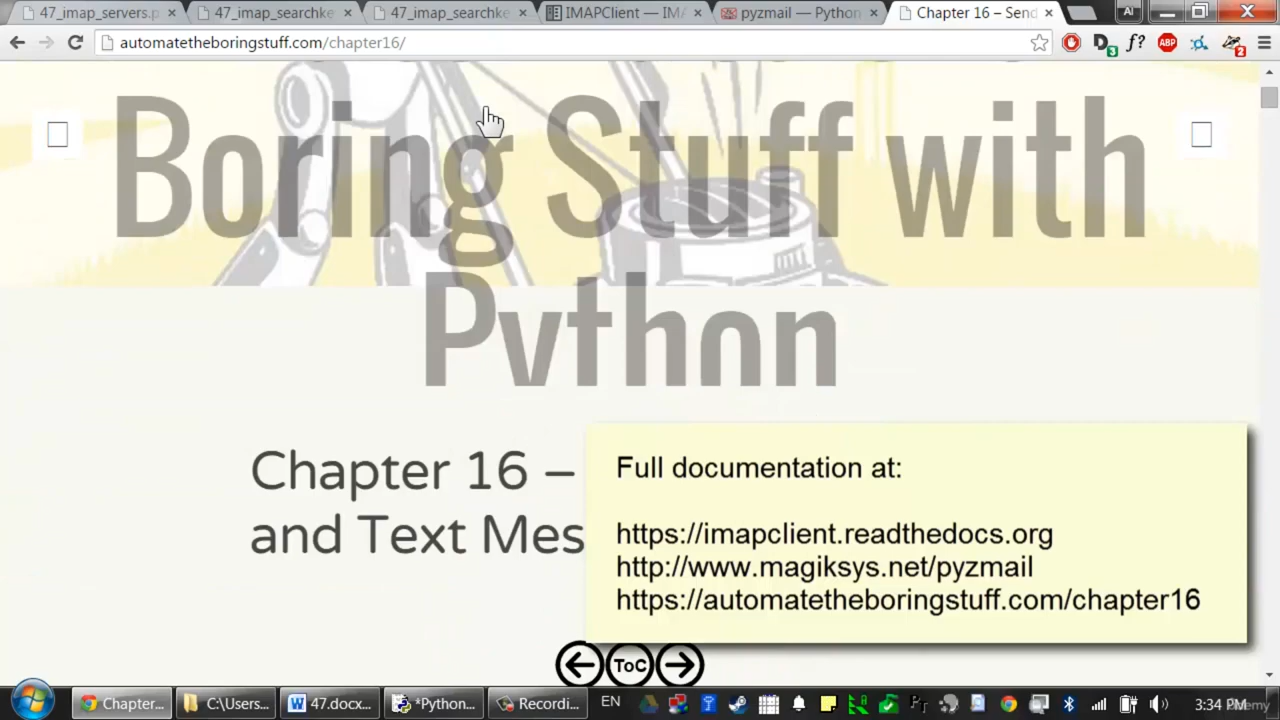 47_imap_servers.p
47_imap_searchke
47_imap_searchke
IMAPClient — IMA
pyzmail — Python
Chapter 16 – Send
automatetheboringstuff.com/chapter16/
Boring Stuff with
Python
Chapter 16 –
and Text Mes
Full documentation at:
https://imapclient.readthedocs.org
http://www.magiksys.net/pyzmail
https://automatetheboringstuff.com/chapter16
ToC
Chapter...
C:\Users...
47.docx...
*Python...
Recordi...
EN
3:34 PM